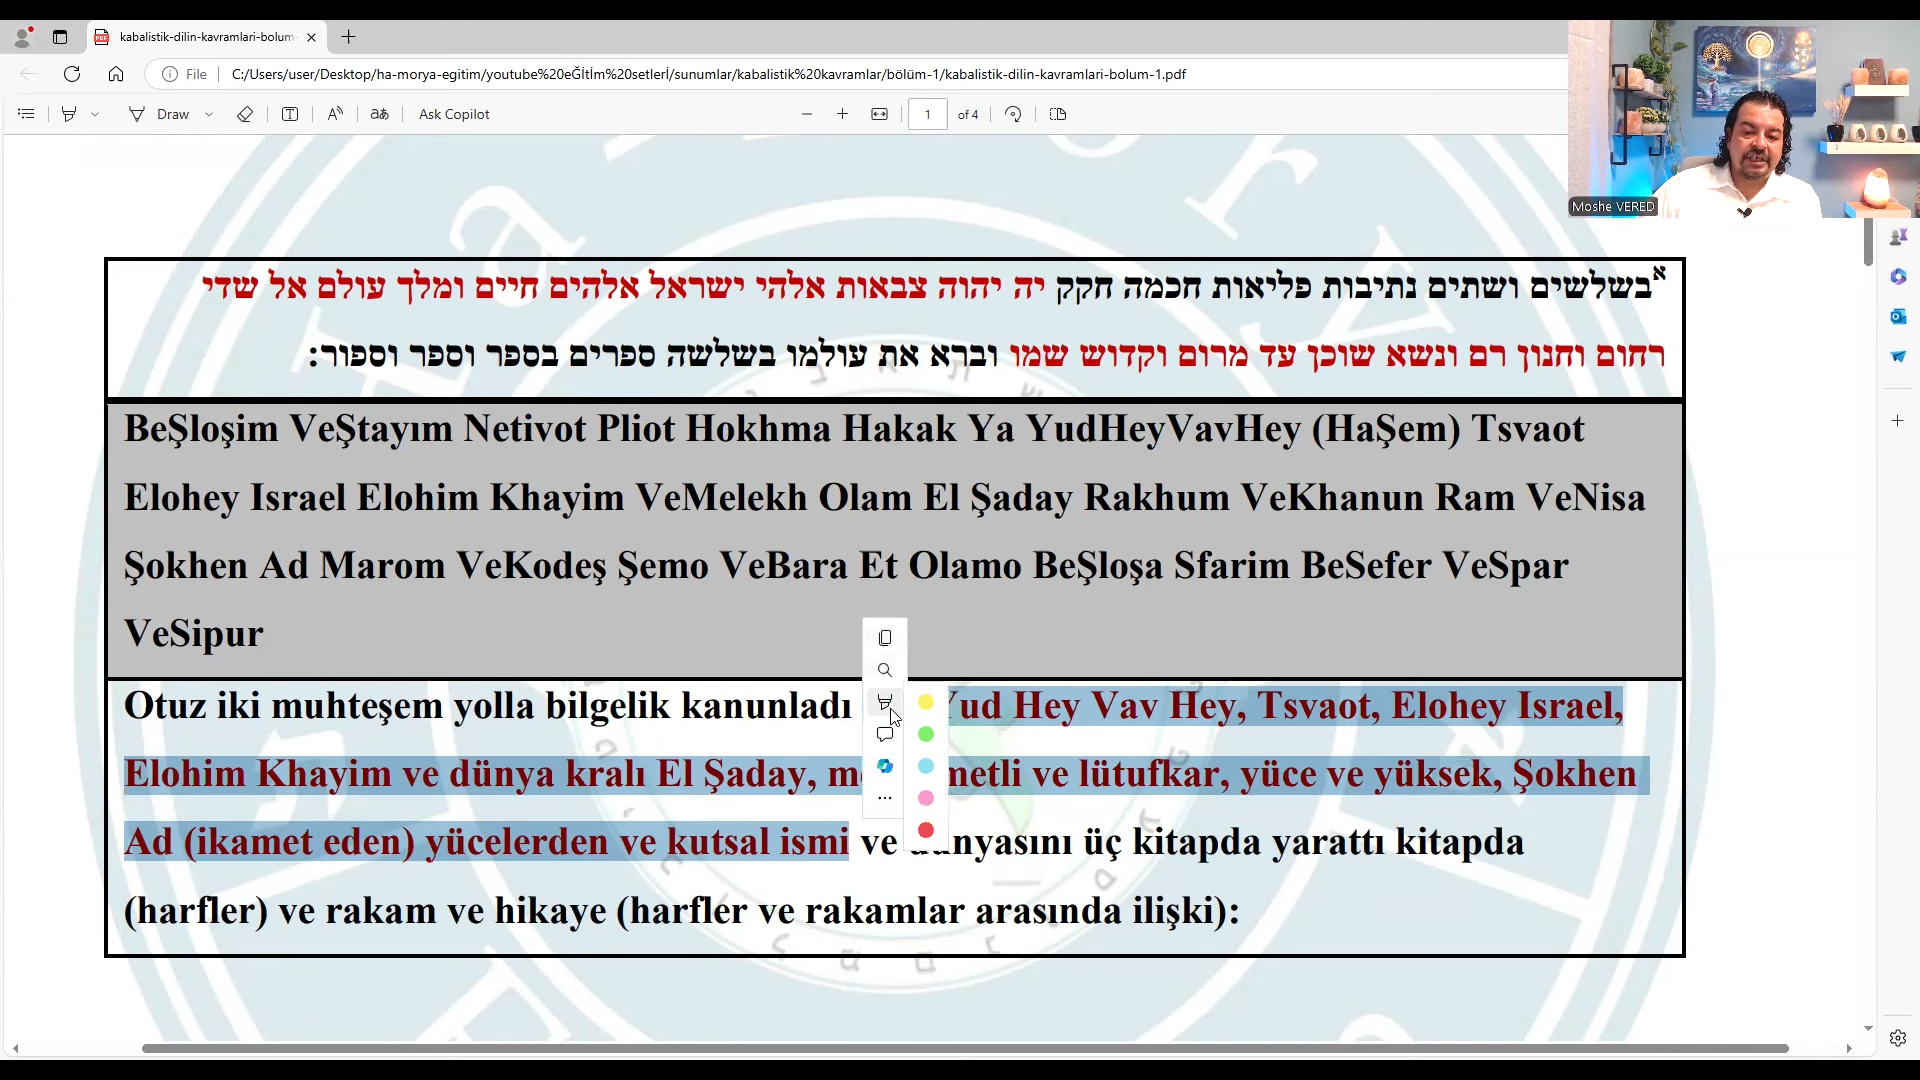 kabalistik-dilin-kavramlari-bolum-
File
C:/Users/user/Desktop/ha-morya-egitim/youtube%20eĞİtİm%20setlerİ/sunumlar/kabalistik%20kavramlar/bölüm-1/kabalistik-dilin-kavramlari-bolum-1.pdf
Draw
Ask Copilot
1 of 4
Moshe VERED
א בשלשים ושתים נתיבות פליאות חכמה חקק יה יהוה צבאות אלהי ישראל אלהים חיים ומלך עולם אל שדי
רחום וחנון רם ונשא שוכן עד מרום וקדוש שמו וברא את עולמו בשלשה ספרים בספר וספר וספור:
BeŞloşim VeŞtayım Netivot Pliot Hokhma Hakak Ya YudHeyVavHey (HaŞem) Tsvaot
Elohey Israel Elohim Khayim VeMelekh Olam El Şaday Rakhum VeKhanun Ram VeNisa
Şokhen Ad Marom VeKodeş Şemo VeBara Et Olamo BeŞloşa Sfarim BeSefer VeSpar
VeSipur
Otuz iki muhteşem yolla bilgelik kanunladı Yud Hey Vav Hey, Tsvaot, Elohey Israel,
Elohim Khayim ve dünya kralı El Şaday, ve lütufkar, yüce ve yüksek, Şokhen
Ad (ikamet eden) yücelerden ve kutsal ismi ve dünyasını üç kitapda yarattı kitapda
(harfler) ve rakam ve hikaye (harfler ve rakamlar arasında ilişki):